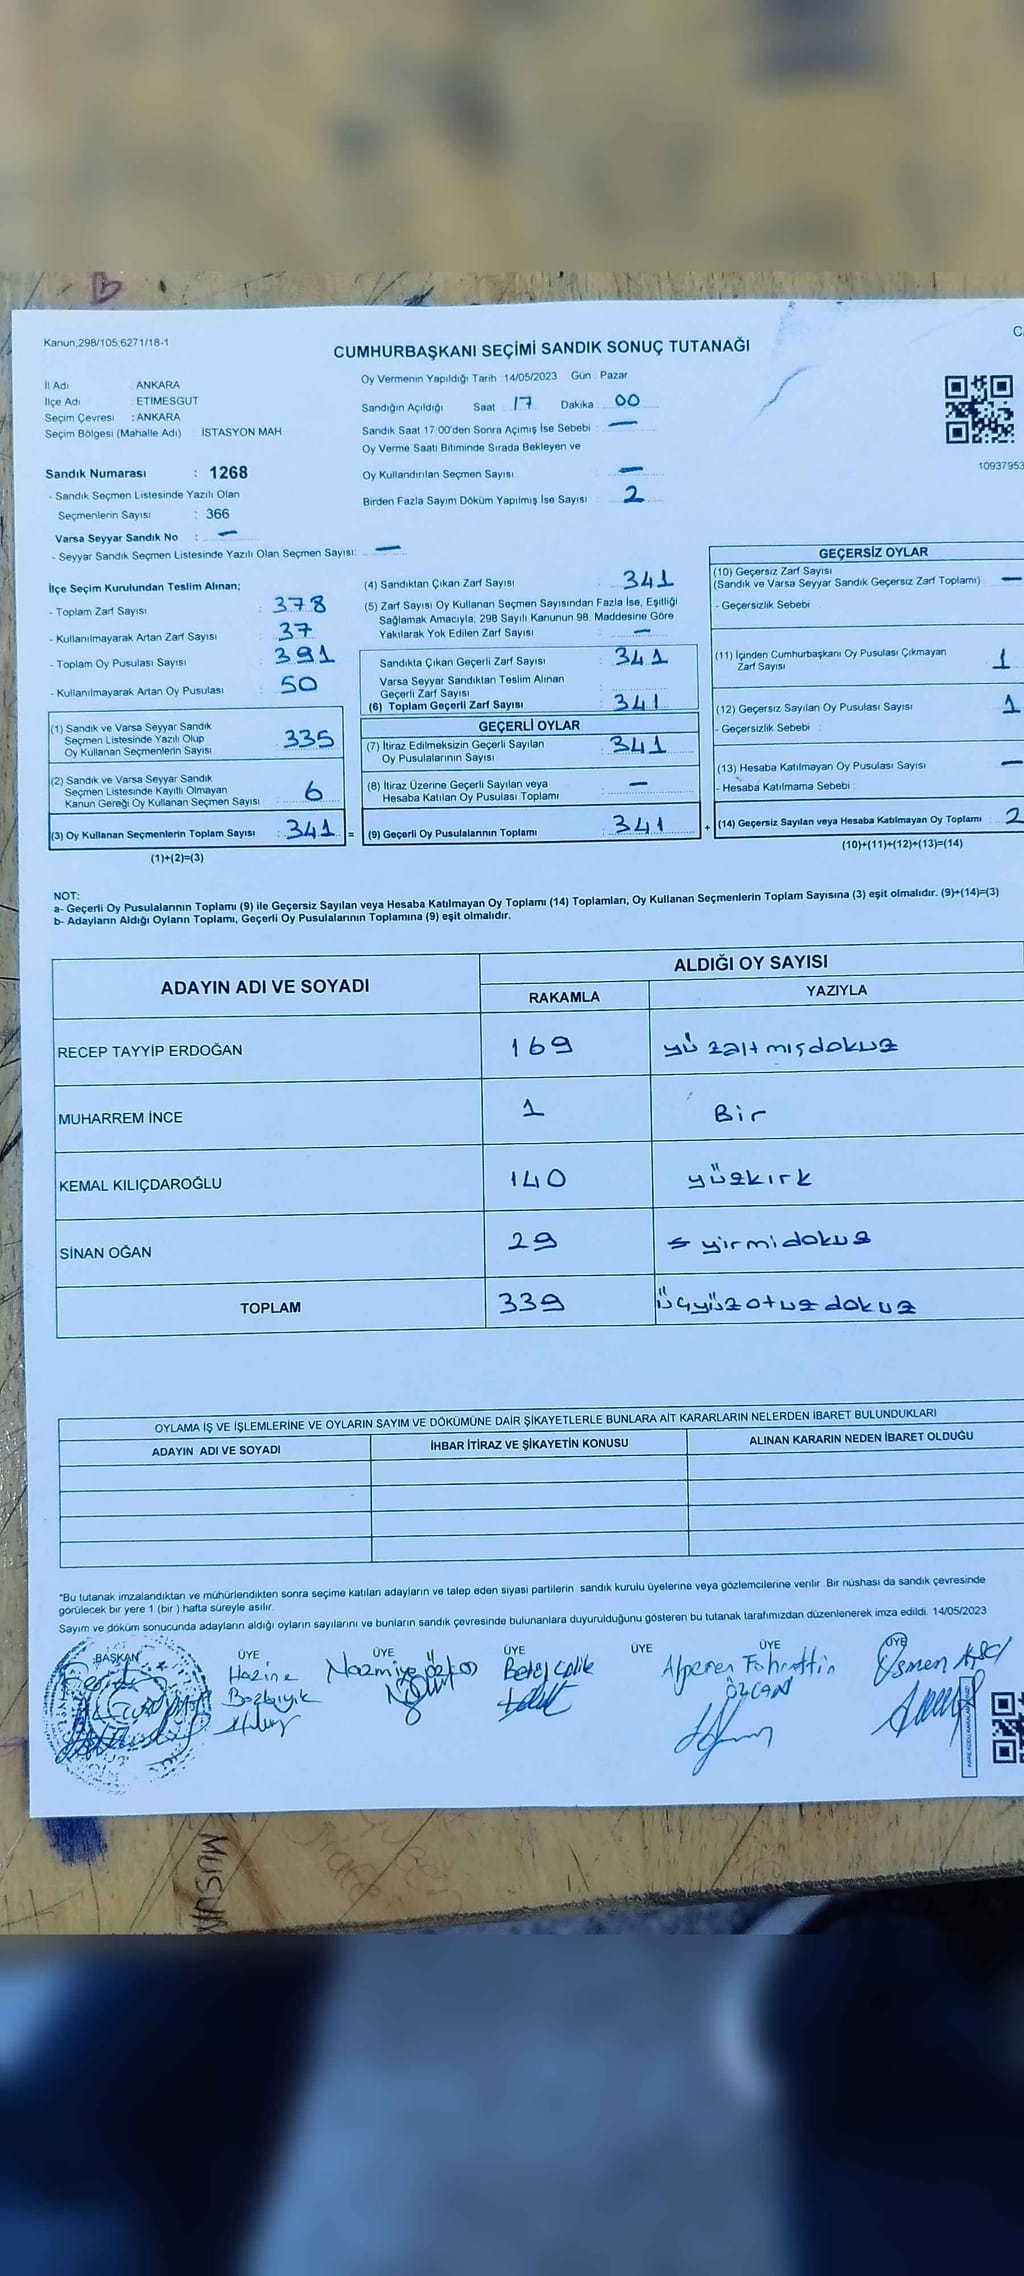 Kanun;298/105,6271/18-1
CUMHURBAŞKANI SEÇİMİ SANDIK SONUÇ TUTANAĞI
İl Adı : ANKARA
İlçe Adı : ETİMESGUT
Seçim Çevresi : ANKARA
Seçim Bölgesi (Mahalle Adı) İSTASYON MAH
Sandık Numarası : 1268
- Sandık Seçmen Listesinde Yazılı Olan
Seçmenlerin Sayısı : 366
Varsa Seyyar Sandık No : —
- Seyyar Sandık Seçmen Listesinde Yazılı Olan Seçmen Sayısı: —
Oy Vermenin Yapıldığı Tarih : 14/05/2023 Gün : Pazar
Sandığın Açıldığı Saat 17 Dakika : 00
Sandık Saat 17:00'den Sonra Açımış İse Sebebi : —
Oy Verme Saati Bitiminde Sırada Bekleyen ve
Oy Kullandırılan Seçmen Sayısı : —
Birden Fazla Sayım Döküm Yapılmış İse Sayısı : 2
10937953
İlçe Seçim Kurulundan Teslim Alınan;
- Toplam Zarf Sayısı : 378
- Kullanılmayarak Artan Zarf Sayısı : 37
- Toplam Oy Pusulası Sayısı : 391
- Kullanılmayarak Artan Oy Pusulası : 50
(1) Sandık ve Varsa Seyyar Sandık
Seçmen Listesinde Yazılı Olup
Oy Kullanan Seçmenlerin Sayısı : 335
(2) Sandık ve Varsa Seyyar Sandık
Seçmen Listesinde Kayıtlı Olmayan
Kanun Gereği Oy Kullanan Seçmen Sayısı : 6
(3) Oy Kullanan Seçmenlerin Toplam Sayısı : 341 =
(1)+(2)=(3)
(4) Sandıktan Çıkan Zarf Sayısı : 341
(5) Zarf Sayısı Oy Kullanan Seçmen Sayısından Fazla İse, Eşitliği
Sağlamak Amacıyla; 298 Sayılı Kanunun 98. Maddesine Göre
Yakılarak Yok Edilen Zarf Sayısı : —
Sandıkta Çıkan Geçerli Zarf Sayısı : 341
Varsa Seyyar Sandıktan Teslim Alınan
Geçerli Zarf Sayısı :
(6) Toplam Geçerli Zarf Sayısı : 341
GEÇERLİ OYLAR
(7) İtiraz Edilmeksizin Geçerli Sayılan
Oy Pusulalarının Sayısı : 341
(8) İtiraz Üzerine Geçerli Sayılan veya
Hesaba Katılan Oy Pusulası Toplamı : —
(9) Geçerli Oy Pusulalarının Toplamı : 341 +
GEÇERSİZ OYLAR
(10) Geçersiz Zarf Sayısı
(Sandık ve Varsa Seyyar Sandık Geçersiz Zarf Toplamı) —
- Geçersizlik Sebebi :
(11) İçinden Cumhurbaşkanı Oy Pusulası Çıkmayan
Zarf Sayısı 1
(12) Geçersiz Sayılan Oy Pusulası Sayısı : 1
- Geçersizlik Sebebi :
(13) Hesaba Katılmayan Oy Pusulası Sayısı : —
- Hesaba Katılmama Sebebi :
(14) Geçersiz Sayılan veya Hesaba Katılmayan Oy Toplamı : 2
(10)+(11)+(12)+(13)=(14)
NOT:
a- Geçerli Oy Pusulalarının Toplamı (9) ile Geçersiz Sayılan veya Hesaba Katılmayan Oy Toplamı (14) Toplamları, Oy Kullanan Seçmenlerin Toplam Sayısına (3) eşit olmalıdır. (9)+(14)=(3)
b- Adayların Aldığı Oyların Toplamı, Geçerli Oy Pusulalarının Toplamına (9) eşit olmalıdır.
ADAYIN ADI VE SOYADI
ALDIĞI OY SAYISI
RAKAMLA YAZIYLA
RECEP TAYYİP ERDOĞAN 169 yüzaltmışdokuz
MUHARREM İNCE 1 Bir
KEMAL KILIÇDAROĞLU 140 yüzkırk
SİNAN OĞAN 29 yirmidokuz
TOPLAM 339 üçyüzotuzdokuz
OYLAMA İŞ VE İŞLEMLERİNE VE OYLARIN SAYIM VE DÖKÜMÜNE DAİR ŞİKAYETLERLE BUNLARA AİT KARARLARIN NELERDEN İBARET BULUNDUKLARI
ADAYIN ADI VE SOYADI İHBAR İTİRAZ VE ŞİKAYETİN KONUSU ALINAN KARARIN NEDEN İBARET OLDUĞU
*Bu tutanak imzalandıktan ve mühürlendikten sonra seçime katılan adayların ve talep eden siyasi partilerin sandık kurulu üyelerine veya gözlemcilerine verilir. Bir nüshası da sandık çevresinde
görülecek bir yere 1 (bir ) hafta süreyle asılır.
Sayım ve döküm sonucunda adayların aldığı oyların sayılarını ve bunların sandık çevresinde bulunanlara duyurulduğunu gösteren bu tutanak tarafımızdan düzenlenerek imza edildi. 14/05/2023
BAŞKAN ÜYE ÜYE ÜYE ÜYE ÜYE ÜYE
Hazine Nazmiye Özkan Alperen Fahrettin
ÖZCAN
Osman